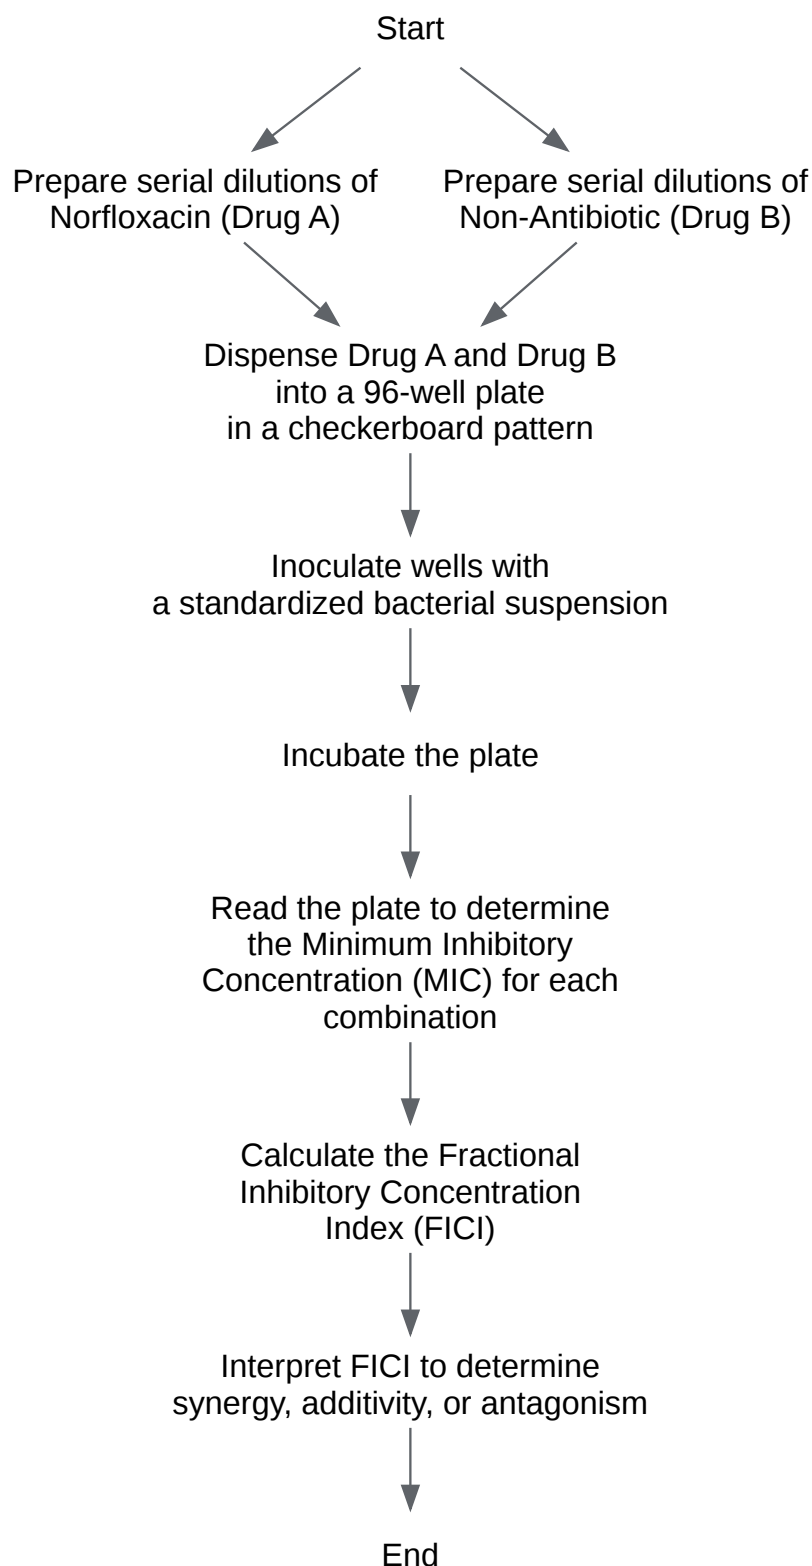 Start
Prepare serial dilutions of
Norfloxacin (Drug A)
Prepare serial dilutions of
Non-Antibiotic (Drug B)
Dispense Drug A and Drug B
into a 96-well plate
in a checkerboard pattern
Inoculate wells with
a standardized bacterial suspension
Incubate the plate
Read the plate to determine
the Minimum Inhibitory
Concentration (MIC) for each
combination
Calculate the Fractional
Inhibitory Concentration
Index (FICI)
Interpret FICI to determine
synergy, additivity, or antagonism
End